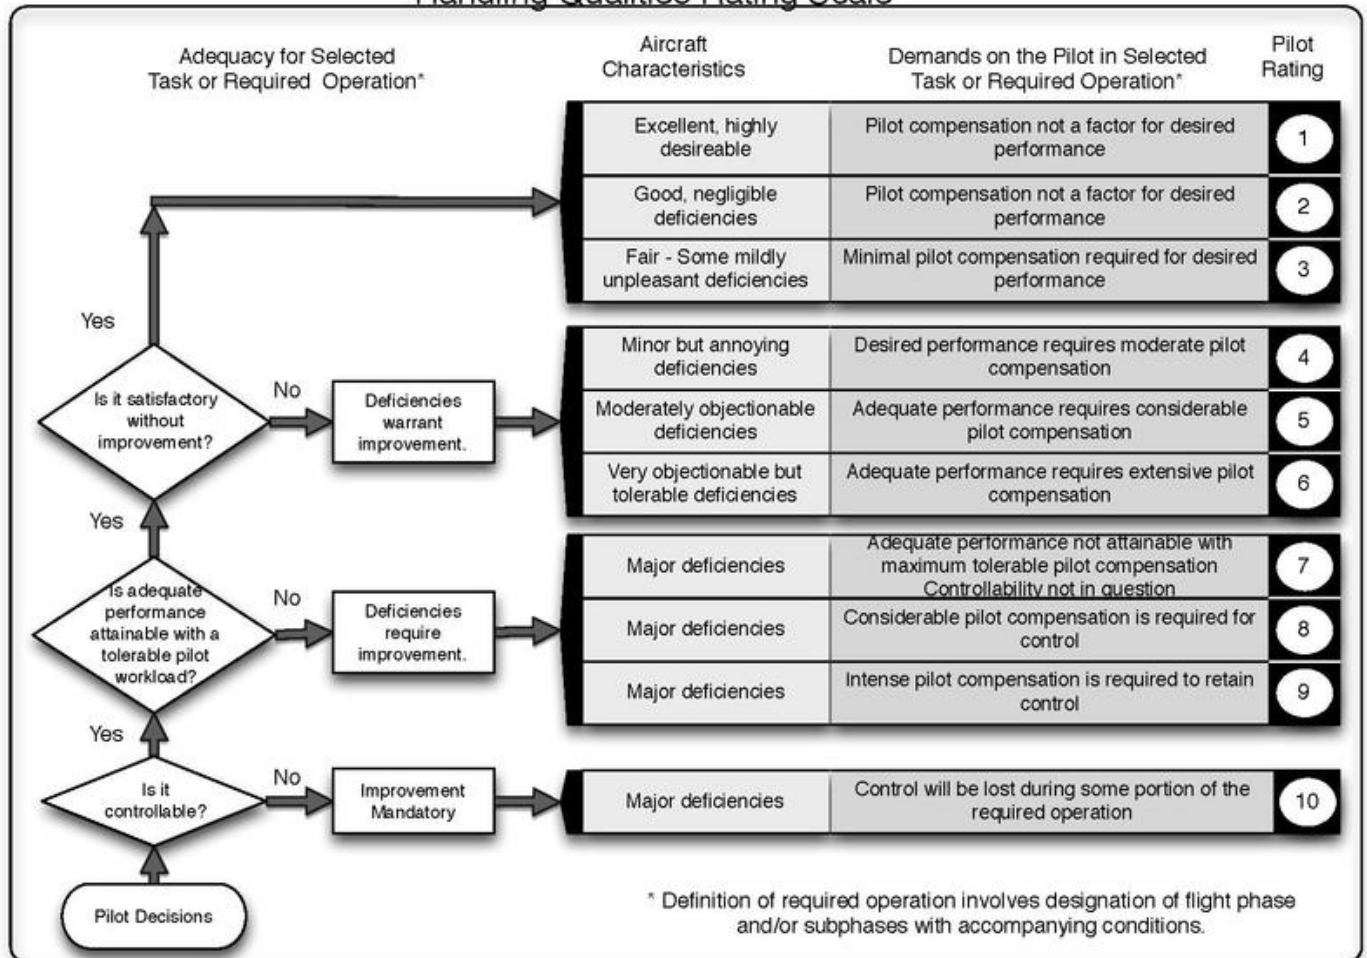 Handling Qualities Rating Scale
Adequacy for Selected
Task or Required Operation*
Aircraft
Characteristics
Demands on the Pilot in Selected
Task or Required Operation*
Pilot
Rating
Excellent, highly
desireable
Pilot compensation not a factor for desired
performance
1
Good, negligible
deficiencies
Pilot compensation not a factor for desired
performance
2
Fair - Some mildly
unpleasant deficiencies
Minimal pilot compensation required for desired
performance
3
Yes
Is it satisfactory
without
improvement?
No
Deficiencies
warrant
improvement.
Minor but annoying
deficiencies
Desired performance requires moderate pilot
compensation
4
Moderately objectionable
deficiencies
Adequate performance requires considerable
pilot compensation
5
Very objectionable but
tolerable deficiencies
Adequate performance requires extensive pilot
compensation
6
Yes
Is adequate
performance
attainable with a
tolerable pilot
workload?
No
Deficiencies
require
improvement.
Major deficiencies
Adequate performance not attainable with
maximum tolerable pilot compensation
Controllability not in question
7
Major deficiencies
Considerable pilot compensation is required for
control
8
Major deficiencies
Intense pilot compensation is required to retain
control
9
Yes
Is it
controllable?
No
Improvement
Mandatory
Major deficiencies
Control will be lost during some portion of the
required operation
10
Pilot Decisions
* Definition of required operation involves designation of flight phase
and/or subphases with accompanying conditions.